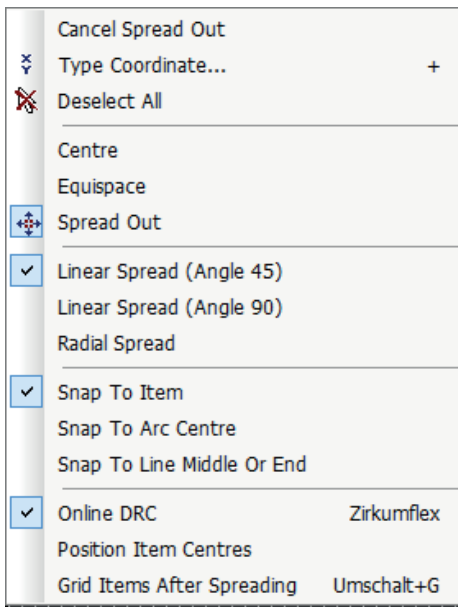 Cancel Spread Out
Type Coordinate... +
Deselect All
Centre
Equispace
Spread Out
Linear Spread (Angle 45)
Linear Spread (Angle 90)
Radial Spread
Snap To Item
Snap To Arc Centre
Snap To Line Middle Or End
Online DRC Zirkumflex
Position Item Centres
Grid Items After Spreading Umschalt+G